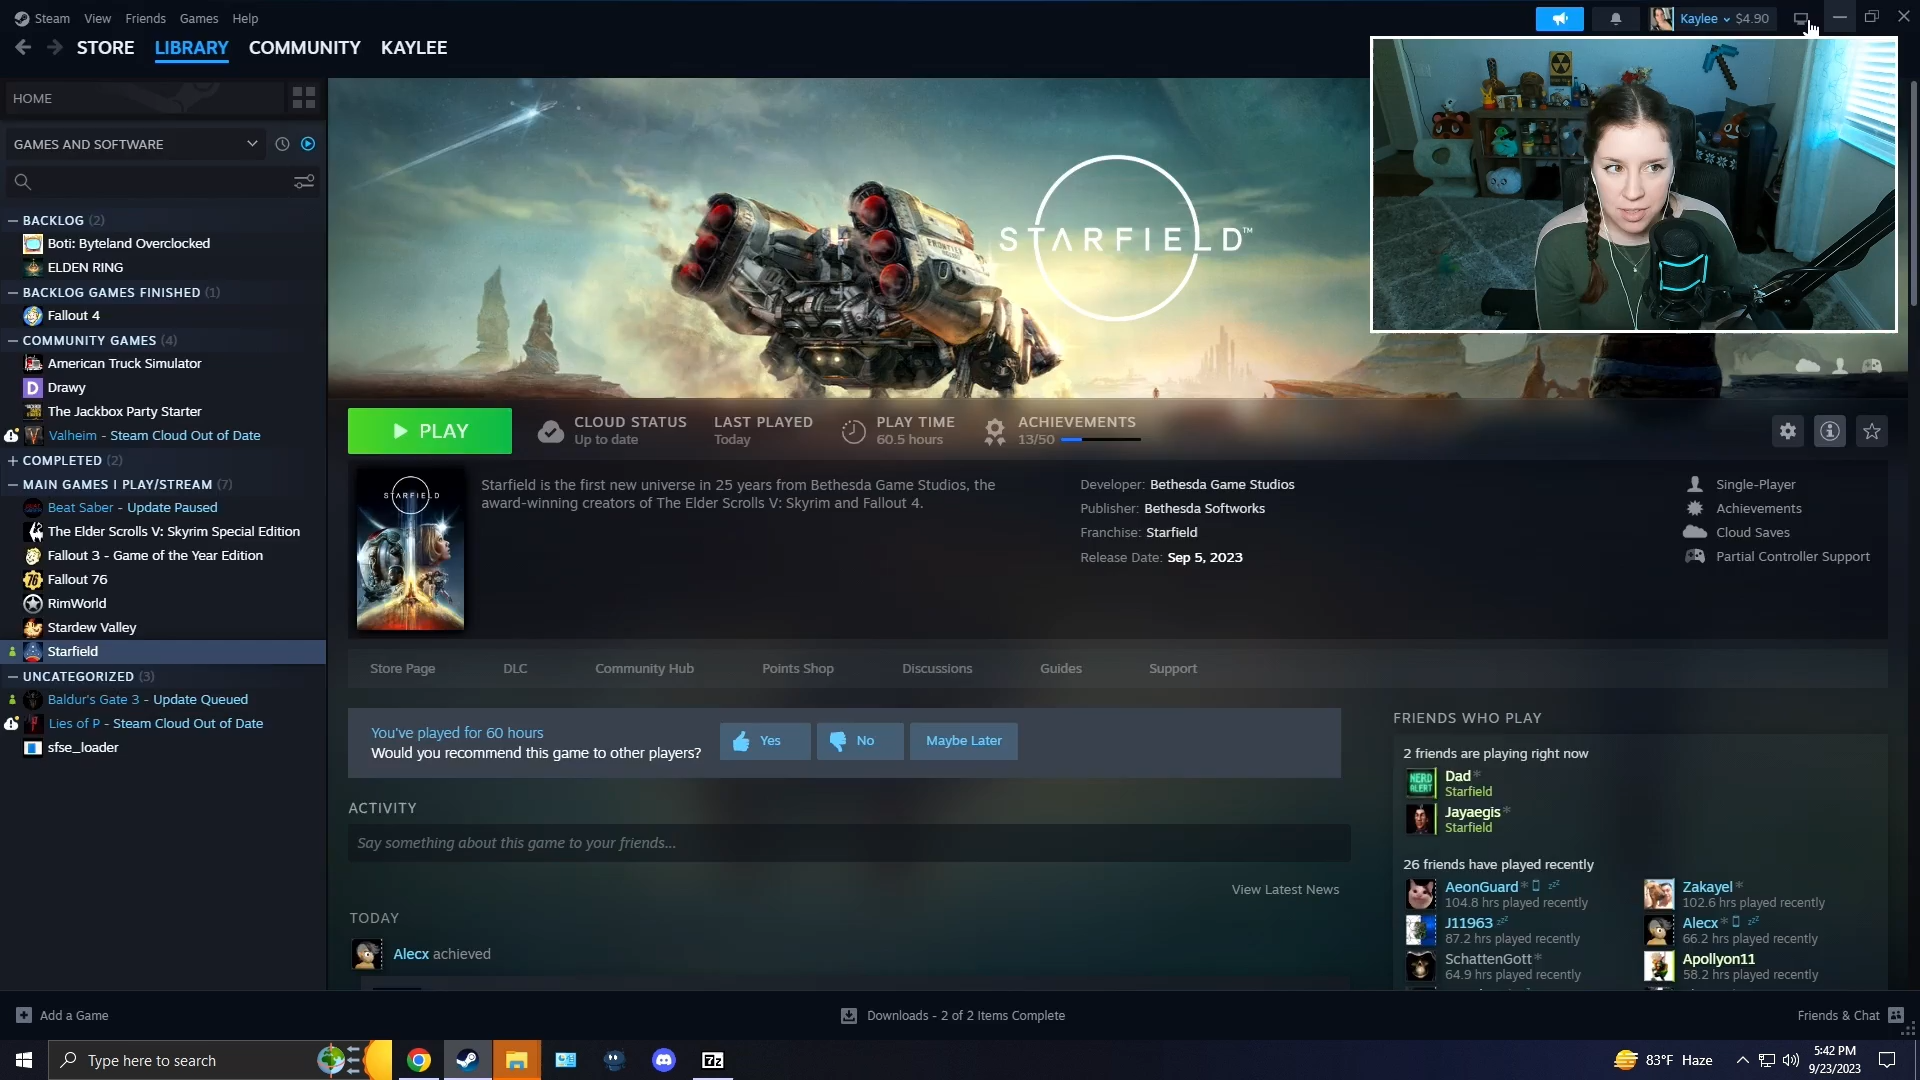 Steam View Friends Games Help
Kaylee $4.90
STORE LIBRARY COMMUNITY KAYLEE
HOME
GAMES AND SOFTWARE
BACKLOG (2)
Boti: Byteland Overclocked
ELDEN RING
BACKLOG GAMES FINISHED (1)
Fallout 4
COMMUNITY GAMES (4)
American Truck Simulator
Drawy
The Jackbox Party Starter
Valheim - Steam Cloud Out of Date
COMPLETED (2)
MAIN GAMES I PLAY/STREAM (7)
Beat Saber - Update Paused
The Elder Scrolls V: Skyrim Special Edition
Fallout 3 - Game of the Year Edition
Fallout 76
RimWorld
Stardew Valley
Starfield
UNCATEGORIZED (3)
Baldur's Gate 3 - Update Queued
Lies of P - Steam Cloud Out of Date
sfse_loader
STARFIELD™
FRONTIER
PLAY
CLOUD STATUS
Up to date
LAST PLAYED
Today
PLAY TIME
60.5 hours
ACHIEVEMENTS
13/50
STARFIELD
Starfield is the first new universe in 25 years from Bethesda Game Studios, the
award-winning creators of The Elder Scrolls V: Skyrim and Fallout 4.
Developer: Bethesda Game Studios
Publisher: Bethesda Softworks
Franchise: Starfield
Release Date: Sep 5, 2023
Single-Player
Achievements
Cloud Saves
Partial Controller Support
Store Page DLC Community Hub Points Shop Discussions Guides Support
You've played for 60 hours
Would you recommend this game to other players?
Yes No Maybe Later
ACTIVITY
Say something about this game to your friends...
View Latest News
TODAY
Alecx achieved
FRIENDS WHO PLAY
2 friends are playing right now
NERD
ALERT
Dad*
Starfield
Jayaegis*
Starfield
26 friends have played recently
AeonGuard* zzz
104.8 hrs played recently
Zakayel*
102.6 hrs played recently
J11963 zzz
87.2 hrs played recently
Alecx* zzz
66.2 hrs played recently
SchattenGott*
64.9 hrs played recently
Apollyon11
58.2 hrs played recently
Add a Game
Downloads - 2 of 2 Items Complete
Friends & Chat
Type here to search
7z
83°F Haze
5:42 PM
9/23/2023